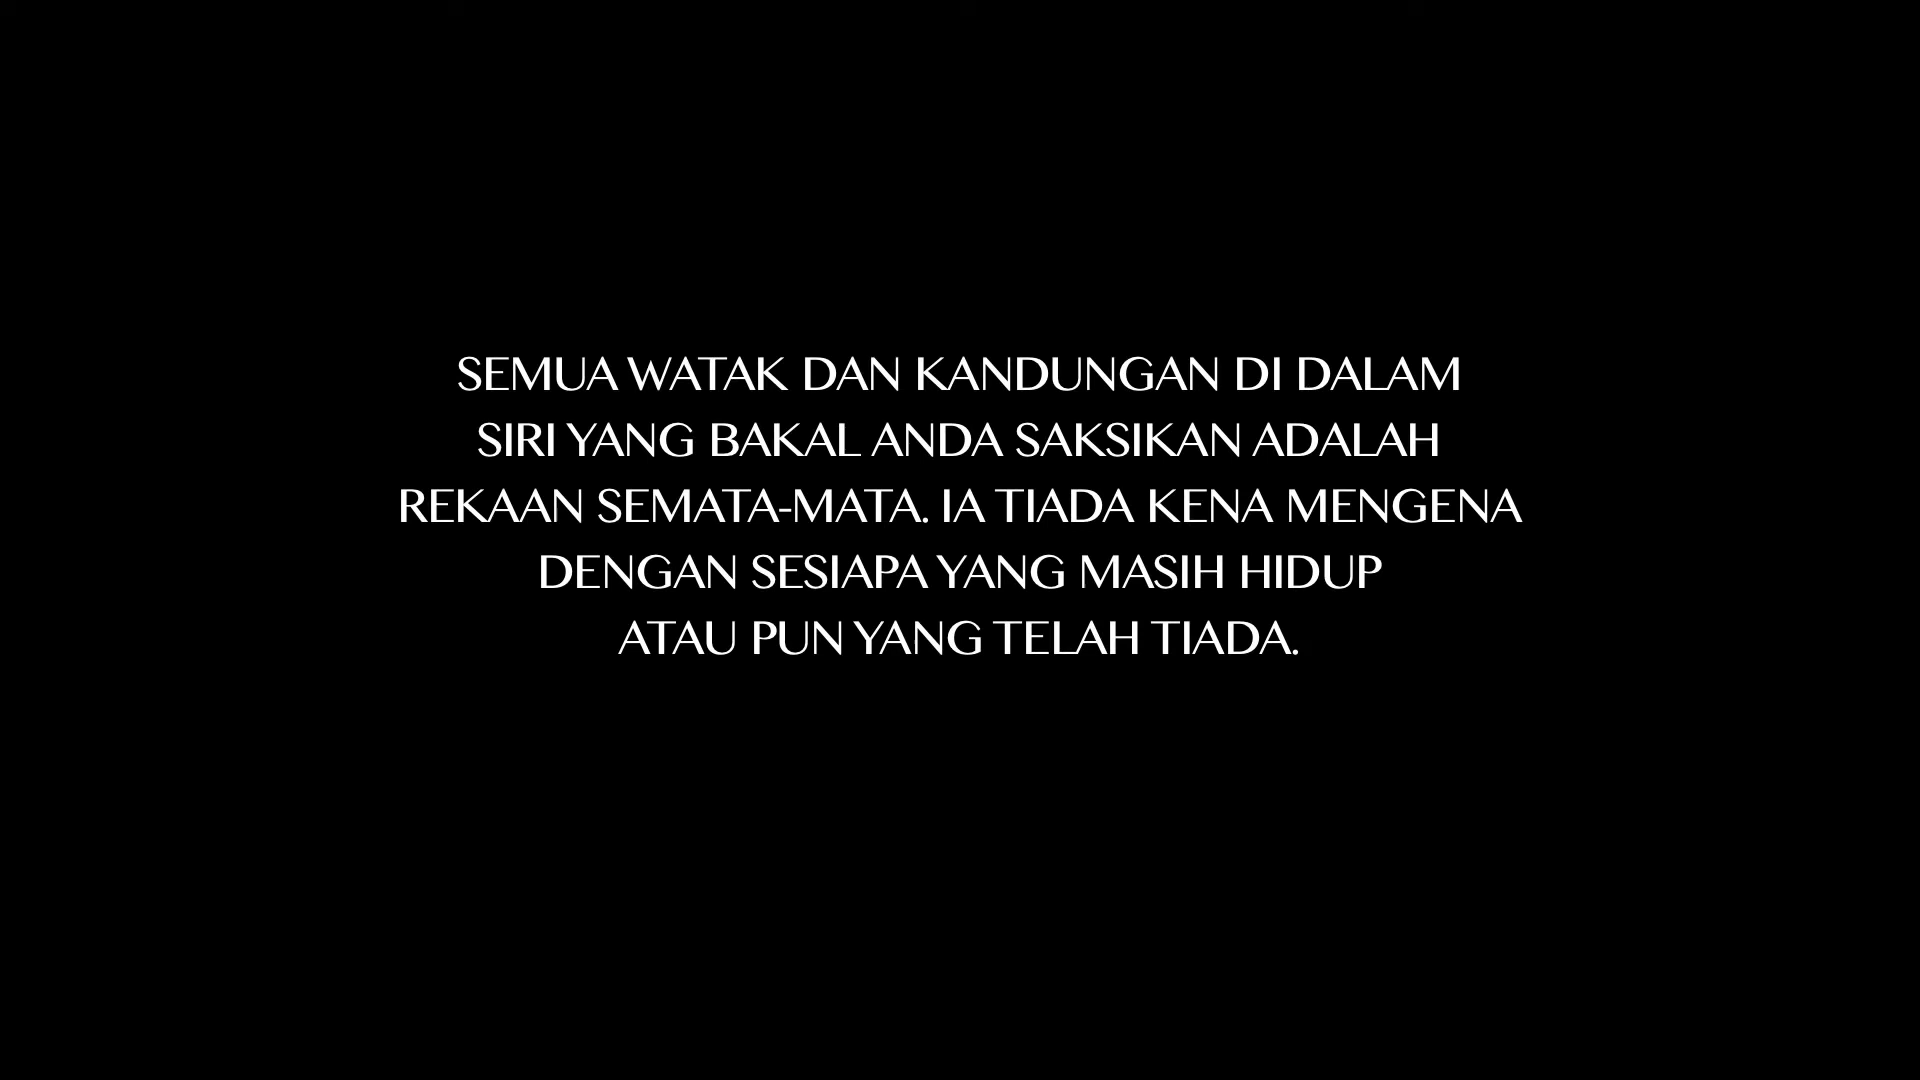 SEMUA WATAK DAN KANDUNGAN DI DALAM
SIRI YANG BAKAL ANDA SAKSIKAN ADALAH
REKAAN SEMATA-MATA. IA TIADA KENA MENGENA
DENGAN SESIAPA YANG MASIH HIDUP
ATAU PUN YANG TELAH TIADA.